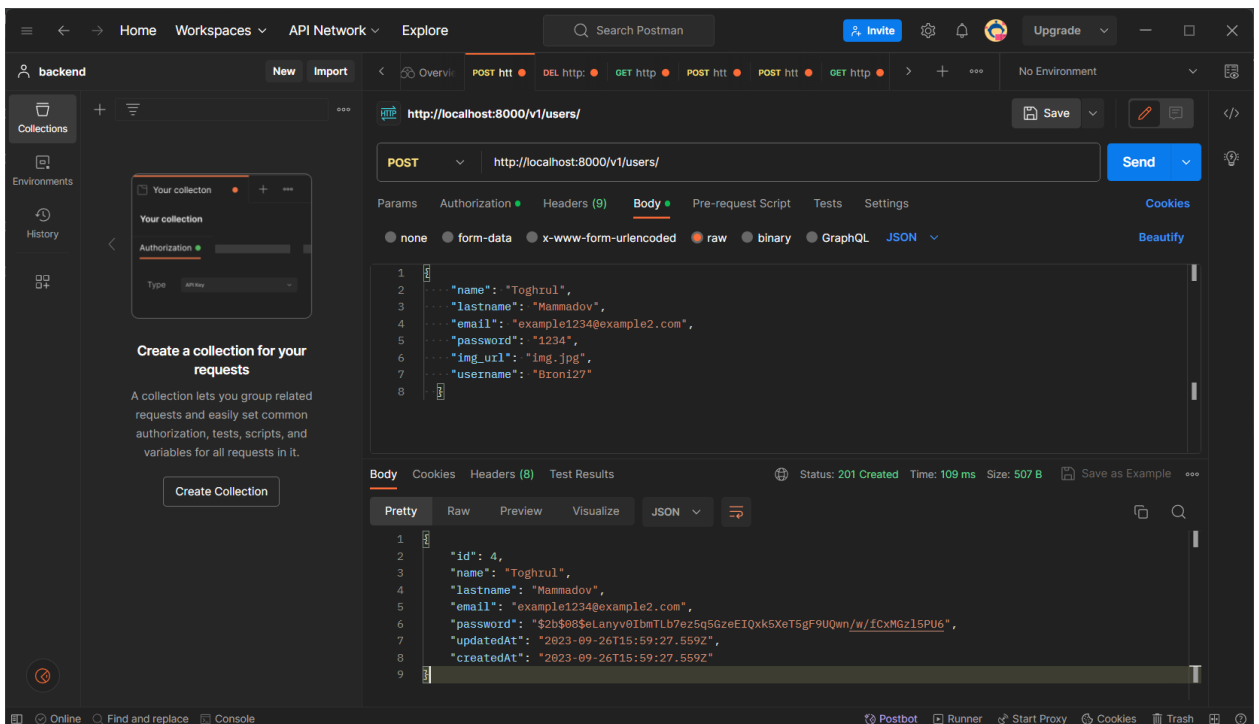 Home Workspaces API Network Explore Search Postman Invite Upgrade
backend New Import Overvi POST htt DEL http: GET http POST htt POST htt GET http No Environment
Collections
Environments
History
Your collecton
Your collection
Authorization
Type API Key
Create a collection for your
requests
A collection lets you group related
requests and easily set common
authorization, tests, scripts, and
variables for all requests in it.
Create Collection
HTTP http://localhost:8000/v1/users/ Save
POST http://localhost:8000/v1/users/ Send
Params Authorization Headers (9) Body Pre-request Script Tests Settings Cookies
none form-data x-www-form-urlencoded raw binary GraphQL JSON Beautify
1 {
2 "name": "Toghrul",
3 "lastname": "Mammadov",
4 "email": "example1234@example2.com",
5 "password": "1234",
6 "img_url": "img.jpg",
7 "username": "Broni27"
8 }
Body Cookies Headers (8) Test Results Status: 201 Created Time: 109 ms Size: 507 B Save as Example
Pretty Raw Preview Visualize JSON
1 {
2 "id": 4,
3 "name": "Toghrul",
4 "lastname": "Mammadov",
5 "email": "example1234@example2.com",
6 "password": "$2b$08$eLanyv0IbmTLb7ez5q5GzeEIQxk5XeT5gF9UQwn/w/fCxMGzl5PU6",
7 "updatedAt": "2023-09-26T15:59:27.559Z",
8 "createdAt": "2023-09-26T15:59:27.559Z"
9 }
Online Find and replace Console Postbot Runner Start Proxy Cookies Trash